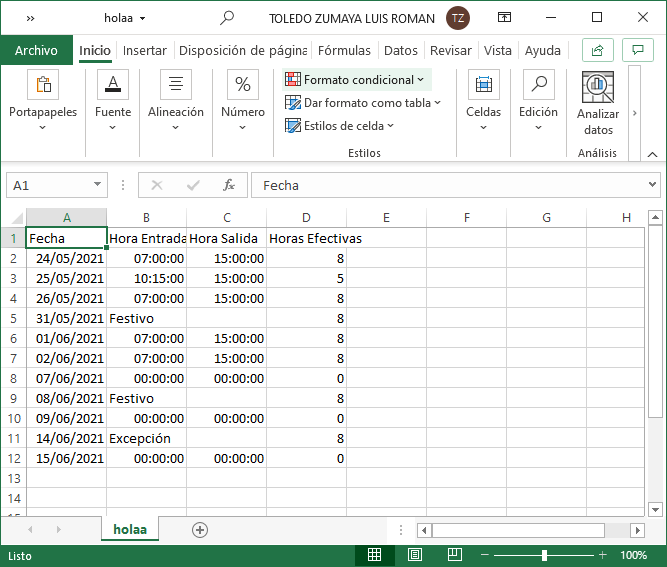 » holaa TOLEDO ZUMAYA LUIS ROMAN TZ
Archivo Inicio Insertar Disposición de página Fórmulas Datos Revisar Vista Ayuda
Portapapeles Fuente Alineación Número
Formato condicional
Dar formato como tabla
Estilos de celda
Estilos
Celdas Edición
Analizar datos
Análisis
A1 fx Fecha
A B C D E F G H
1 Fecha Hora Entrada Hora Salida Horas Efectivas
2 24/05/2021 07:00:00 15:00:00 8
3 25/05/2021 10:15:00 15:00:00 5
4 26/05/2021 07:00:00 15:00:00 8
5 31/05/2021 Festivo 8
6 01/06/2021 07:00:00 15:00:00 8
7 02/06/2021 07:00:00 15:00:00 8
8 07/06/2021 00:00:00 00:00:00 0
9 08/06/2021 Festivo 8
10 09/06/2021 00:00:00 00:00:00 0
11 14/06/2021 Excepción 8
12 15/06/2021 00:00:00 00:00:00 0
13
14
holaa
Listo 100%